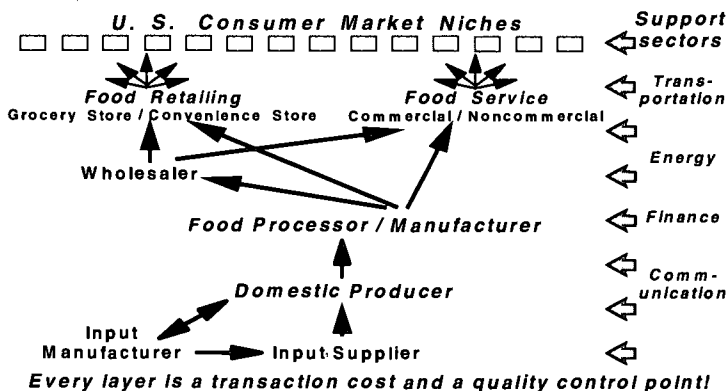 U. S. Consumer Market Niches
Support
sectors
Food Retailing
Grocery Store / Convenience Store
Food Service
Commercial / Noncommercial
Trans-
portation
Wholesaler
Energy
Food Processor / Manufacturer
Finance
Domestic Producer
Comm-
unication
Input
Manufacturer
Input Supplier
Every layer is a transaction cost and a quality control point!